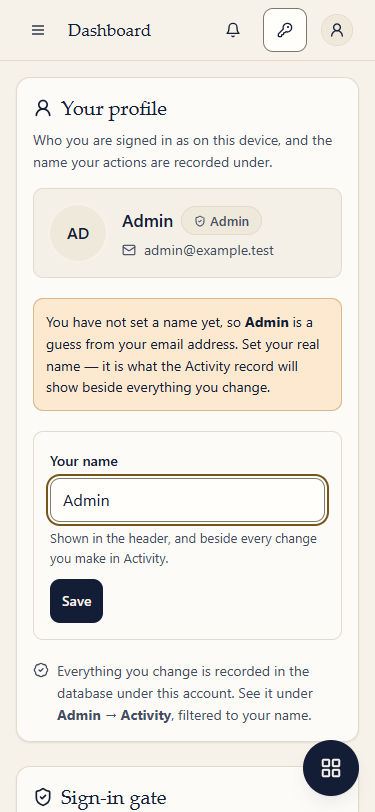 Dashboard
Your profile
Who you are signed in as on this device, and the
name your actions are recorded under.
AD
Admin
Admin
admin@example.test
You have not set a name yet, so Admin is a
guess from your email address. Set your real
name — it is what the Activity record will
show beside everything you change.
Your name
Admin
Shown in the header, and beside every change
you make in Activity.
Save
Everything you change is recorded in the
database under this account. See it under
Admin → Activity, filtered to your name.
Sign-in gate